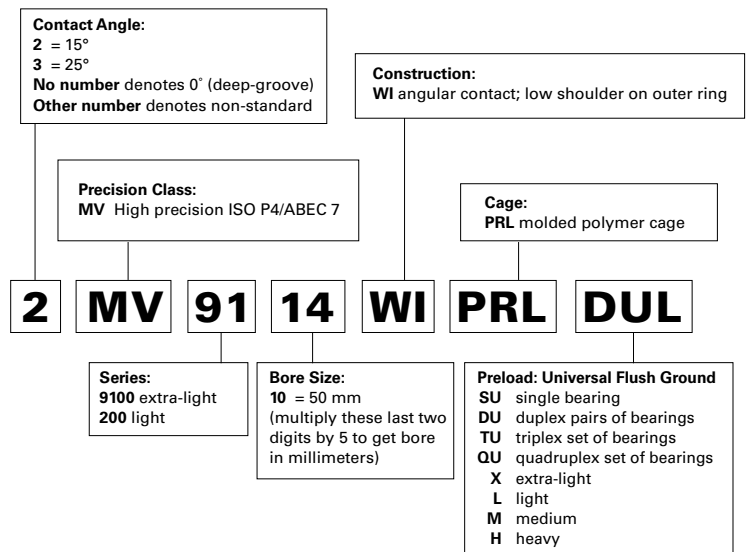 Contact Angle:
2 = 15°
3 = 25°
No number denotes 0˚ (deep-groove)
Other number denotes non-standard
Construction:
WI angular contact; low shoulder on outer ring
Precision Class:
MV High precision ISO P4/ABEC 7
Cage:
PRL molded polymer cage
2 MV 91 14 WI PRL DUL
Series:
9100 extra-light
200 light
Bore Size:
10 = 50 mm
(multiply these last two
digits by 5 to get bore
in millimeters)
Preload: Universal Flush Ground
SU single bearing
DU duplex pairs of bearings
TU triplex set of bearings
QU quadruplex set of bearings
X extra-light
L light
M medium
H heavy